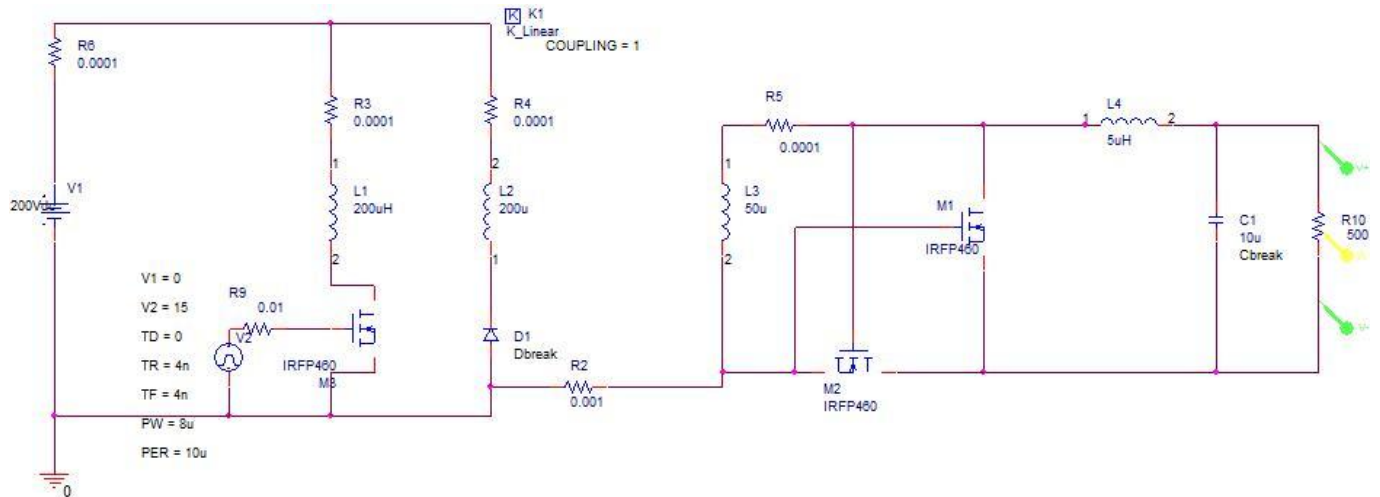 K K1
K_Linear
COUPLING = 1
R6
0.0001
R3
0.0001
R4
0.0001
R5
0.0001
L4
1
2
5uH
V1
200Vdc
1
L1
200uH
2
2
L2
200u
1
1
L3
50u
2
M1
IRFP460
C1
10u
Cbreak
R10
500
V1 = 0
V2 = 15
TD = 0
TR = 4n
TF = 4n
PW = 8u
PER = 10u
R9
0.01
V2
IRFP460
M3
D1
Dbreak
R2
0.001
M2
IRFP460
0